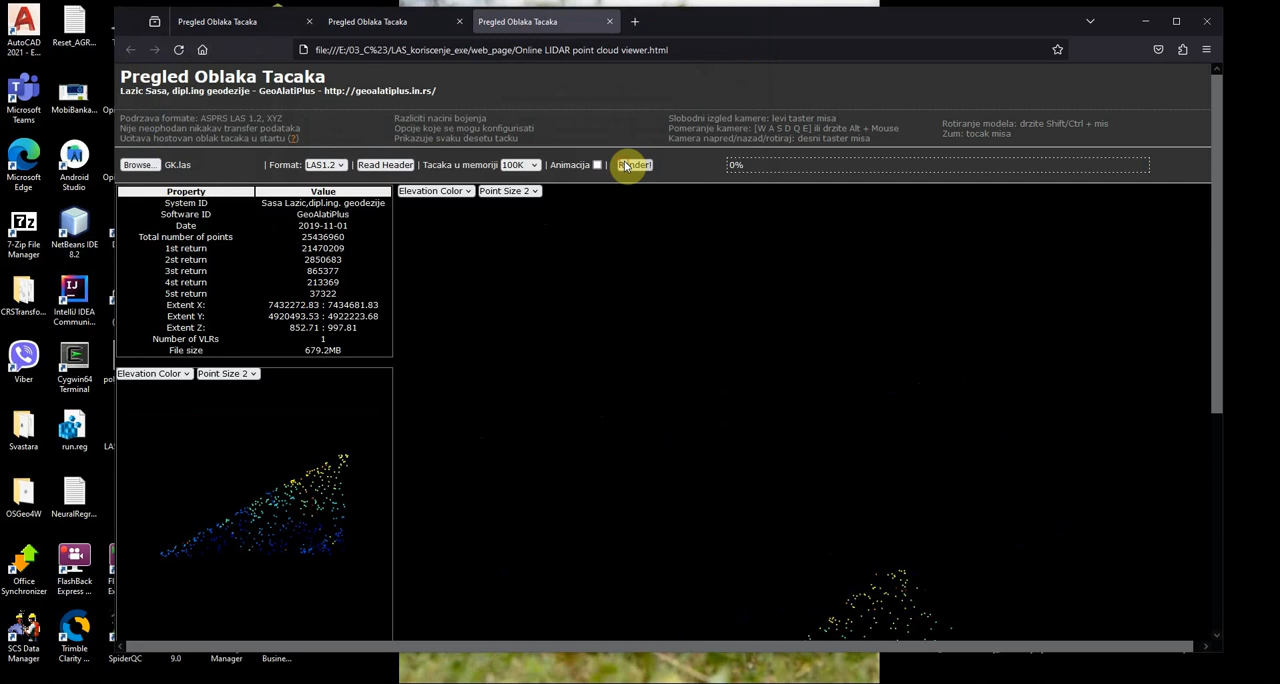 Pregled Oblaka Tacaka
Pregled Oblaka Tacaka
Pregled Oblaka Tacaka
file:///E:/03_C%23/LAS_koriscenje_exe/web_page/Online LIDAR point cloud viewer.html
Pregled Oblaka Tacaka
Lazic Sasa, dipl.ing geodezije - GeoAlatiPlus - http://geoalatiplus.in.rs/
Podrzava formate: ASPRS LAS 1.2, XYZ
Nije neophodan nikakav transfer podataka
Ucitava hostovan oblak tacaka u startu (?)
Razliciti nacini bojenja
Opcije koje se mogu konfigurisati
Prikazuje svaku desetu tacku
Slobodni izgled kamere: levi taster misa
Pomeranje kamere: [W A S D Q E] ili drzite Alt + Mouse
Kamera napred/nazad/rotiraj: desni taster misa
Rotiranje modela: drzite Shift/Ctrl + mis
Zum: tocak misa
Browse... GK.las | Format: LAS1.2 | Read Header | Tacaka u memoriji 100K Animacija | Render! 0%
Property Value
System ID Sasa Lazic,dipl.ing. geodezije
Software ID GeoAlatiPlus
Date 2019-11-01
Total number of points 25436960
1st return 21470209
2st return 2850683
3st return 865377
4st return 213369
5st return 37322
Extent X: 7432272.83 : 7434681.83
Extent Y: 4920493.53 : 4922223.68
Extent Z: 852.71 : 997.81
Number of VLRs 1
File size 679.2MB
Elevation Color Point Size 2
Elevation Color Point Size 2
AutoCAD
2021 - E...
Reset_AGR...
Microsoft
Teams
MobiBanka...
Microsoft
Edge
Android
Studio
7-Zip File
Manager
NetBeans IDE
8.2
CRSTransfo...
IntelliJ IDEA
Communi...
Viber
Cygwin64
Terminal
Svastara
run.reg
OSGeo4W
NeuralRegr...
Office
Synchronizer
FlashBack
Express ...
SCS Data
Manager
Trimble
Clarity ...
SpiderQC
9.0
Manager
Busine...